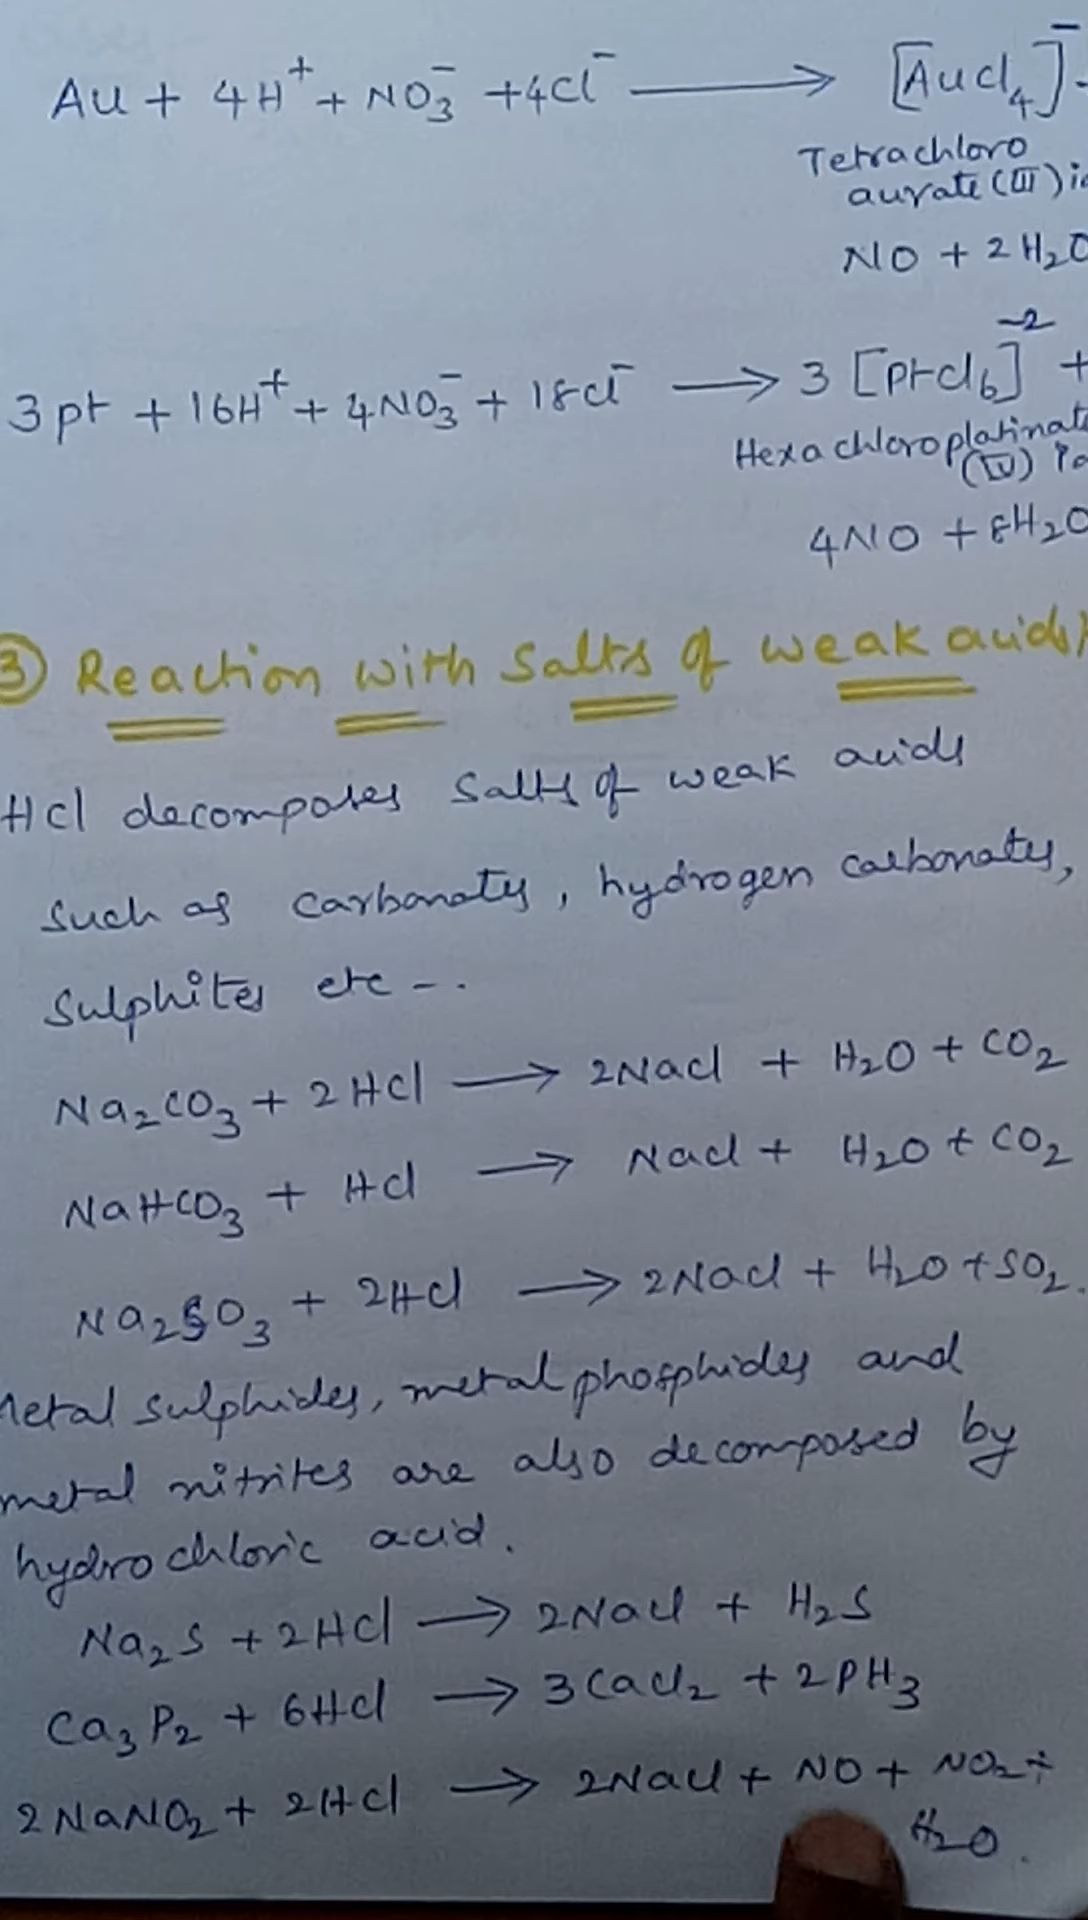 Au + 4H⁺ + NO₃⁻ + 4Cl⁻ ⟶ [AuCl₄]⁻
Tetrachloro
aurate (III) io
NO + 2H₂O
3pt + 16H⁺ + 4NO₃⁻ + 18Cl⁻ ⟶ 3[ptCl₆]⁻² +
Hexachloroplatinate
(IV) io
4NO + 8H₂O
3 Reaction with Salts of weak acids
HCl decomposes Salts of weak acids
such as carbonates, hydrogen carbonates,
Sulphites etc -..
Na₂CO₃ + 2HCl ⟶ 2NaCl + H₂O + CO₂
NaHCO₃ + HCl ⟶ NaCl + H₂O + CO₂
Na₂SO₃ + 2HCl ⟶ 2NaCl + H₂O + SO₂.
Metal sulphides, metal phosphides and
metal nitrites are also decomposed by
hydrochloric acid.
Na₂S + 2HCl ⟶ 2NaCl + H₂S
Ca₃P₂ + 6HCl ⟶ 3CaCl₂ + 2PH₃
2NaNO₂ + 2HCl ⟶ 2NaCl + NO + NO₂ +
H₂O.